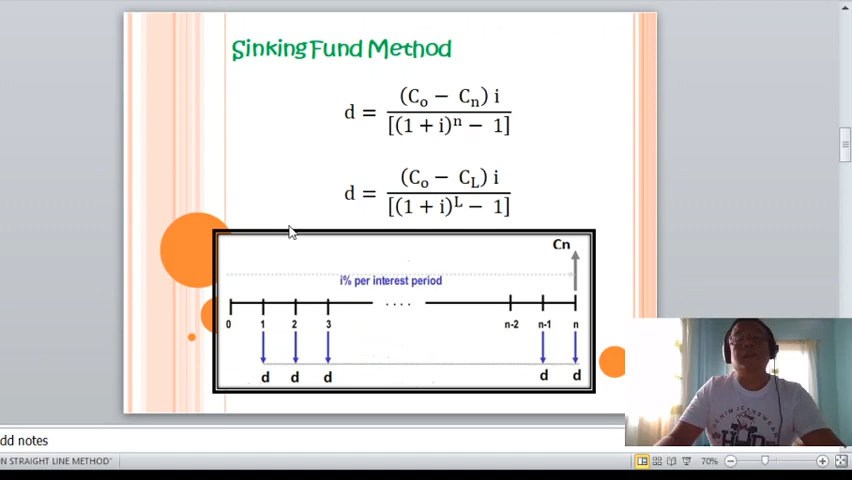 Sinking Fund Method
d = (Co − Cn) i / [(1 + i)^n − 1]
d = (Co − CL) i / [(1 + i)^L − 1]
Cn
i% per interest period
. . . .
0 1 2 3 n-2 n-1 n
d d d d d
dd notes
ON STRAIGHT LINE METHOD"
70%